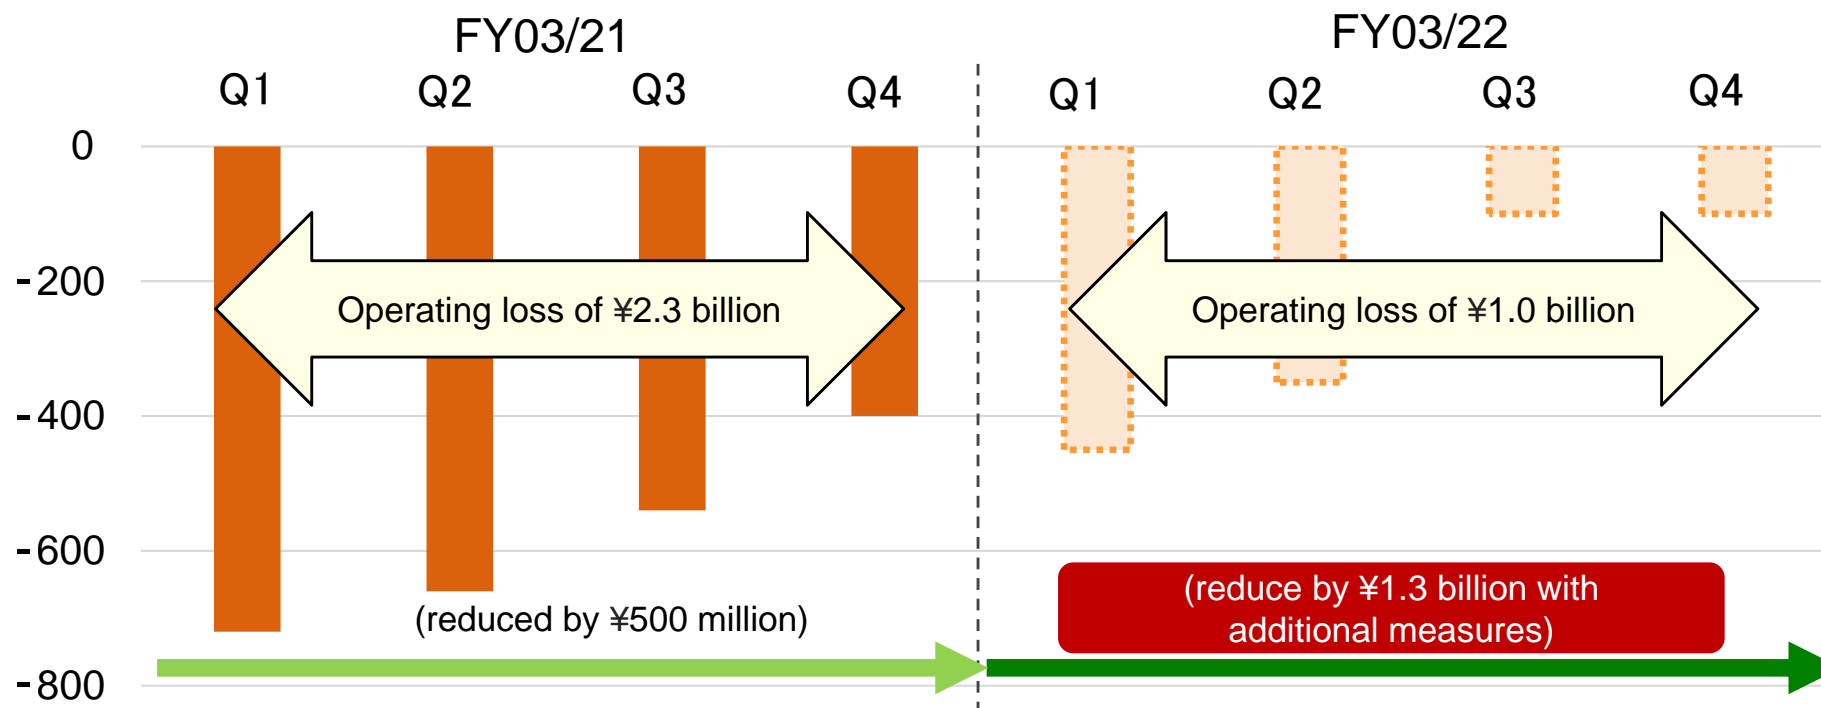 FY03/21
FY03/22
Q1 Q2 Q3 Q4
Q1 Q2 Q3 Q4
0
-200
-400
-600
-800
Operating loss of ¥2.3 billion
Operating loss of ¥1.0 billion
(reduced by ¥500 million)
(reduce by ¥1.3 billion with
additional measures)